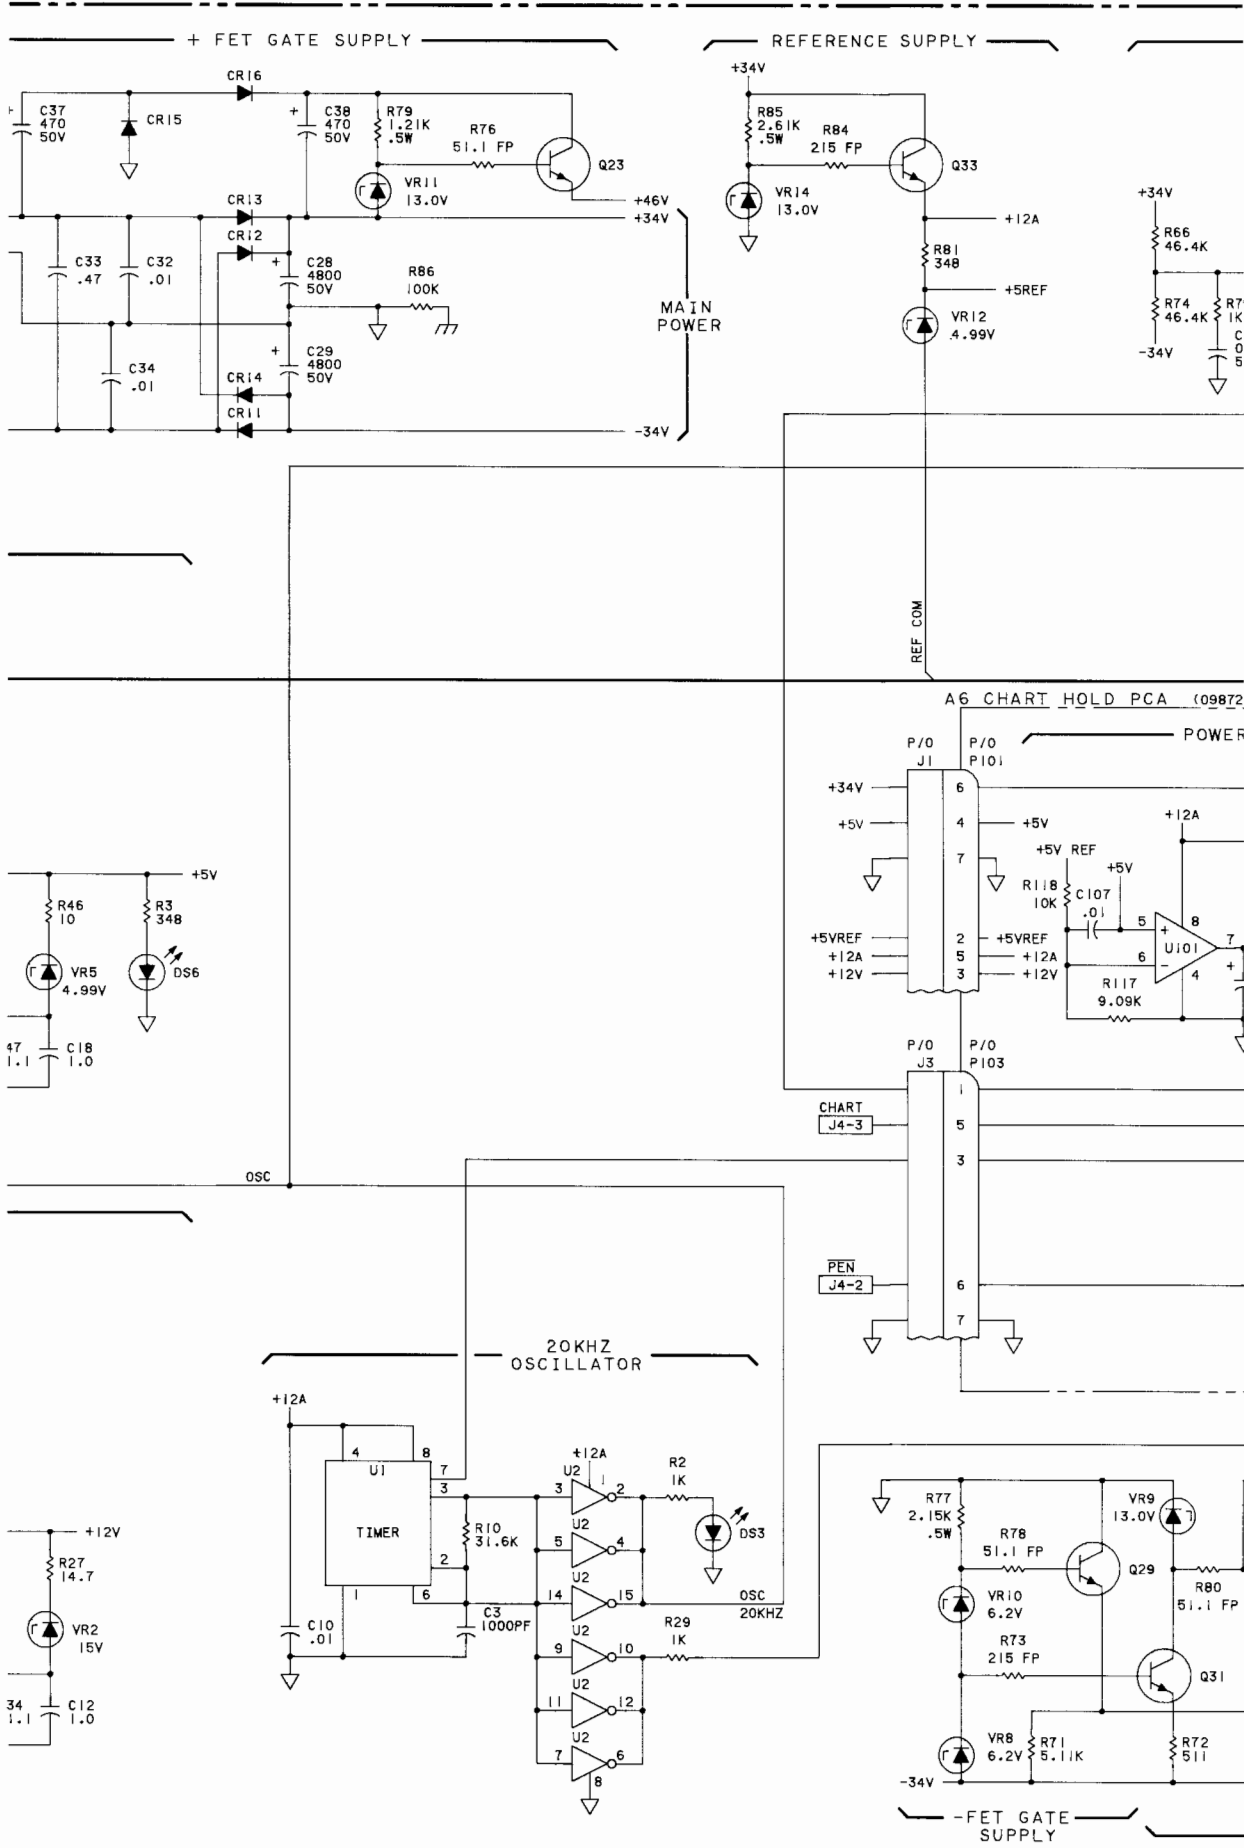 + FET GATE SUPPLY
REFERENCE SUPPLY
CR16
+
C37
470
50V
CR15
+
C38
470
50V
R79
1.21K
.5W
R76
51.1 FP
Q23
VR11
13.0V
+46V
+34V
CR13
CR12
C33
.47
C32
.01
+
C28
4800
50V
R86
100K
MAIN
POWER
C34
.01
+
C29
4800
50V
CR14
CR11
-34V
+34V
R85
2.61K
.5W
R84
215 FP
Q33
VR14
13.0V
+12A
R81
348
+5REF
VR12
4.99V
+34V
R66
46.4K
R74
46.4K
-34V
1K
REF COM
A6 CHART HOLD PCA (09872
POWER
P/O
J1
P/O
P101
+34V
6
+5V
4
+5V
7
+5VREF
2
+5VREF
+12A
5
+12A
+12V
3
+12V
+12A
+5V REF
+5V
R118
10K
C107
.01
5
+
8
U101
7
6
-
4
+
R117
9.09K
+5V
R46
10
R3
348
VR5
4.99V
DS6
47
1.1
C18
1.0
P/O
J3
P/O
P103
1
CHART
J4-3
5
3
OSC
PEN
J4-2
6
7
20KHZ
OSCILLATOR
+12A
4
8
U1
7
3
TIMER
2
1
6
R10
31.6K
C3
1000PF
C10
.01
+12A
U2
1
3
2
U2
5
4
U2
14
15
U2
9
10
U2
11
12
U2
7
6
8
R2
1K
DS3
OSC
20KHZ
R29
1K
+12V
R27
14.7
VR2
15V
34
1.1
C12
1.0
R77
2.15K
.5W
R78
51.1 FP
VR9
13.0V
Q29
R80
51.1 FP
VR10
6.2V
R73
215 FP
Q31
VR8
6.2V
R71
5.11K
R72
511
-34V
-FET GATE
SUPPLY